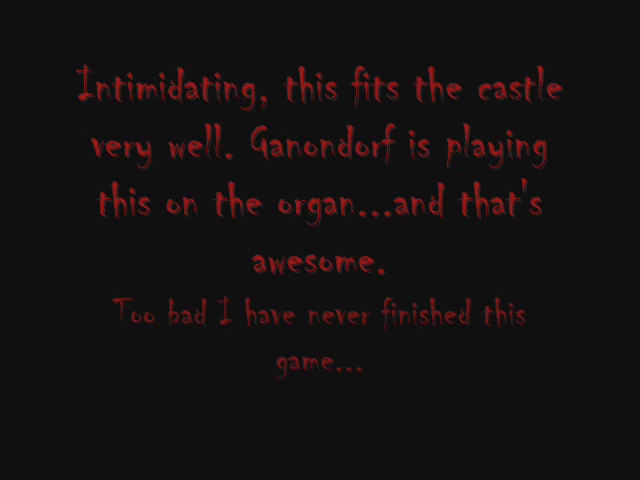 Intimidating, this fits the castle
very well. Ganondorf is playing
this on the organ...and that's
awesome.
Too bad I have never finished this
game...